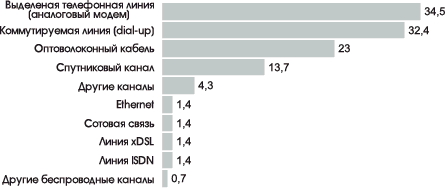 Выделеная телефонная линия
(аналоговый модем) 34,5
Коммутируемая линия (dial-up) 32,4
Оптоволоконный кабель 23
Спутниковый канал 13,7
Другие каналы 4,3
Ethernet 1,4
Сотовая связь 1,4
Линия xDSL 1,4
Линия ISDN 1,4
Другие беспроводные каналы 0,7